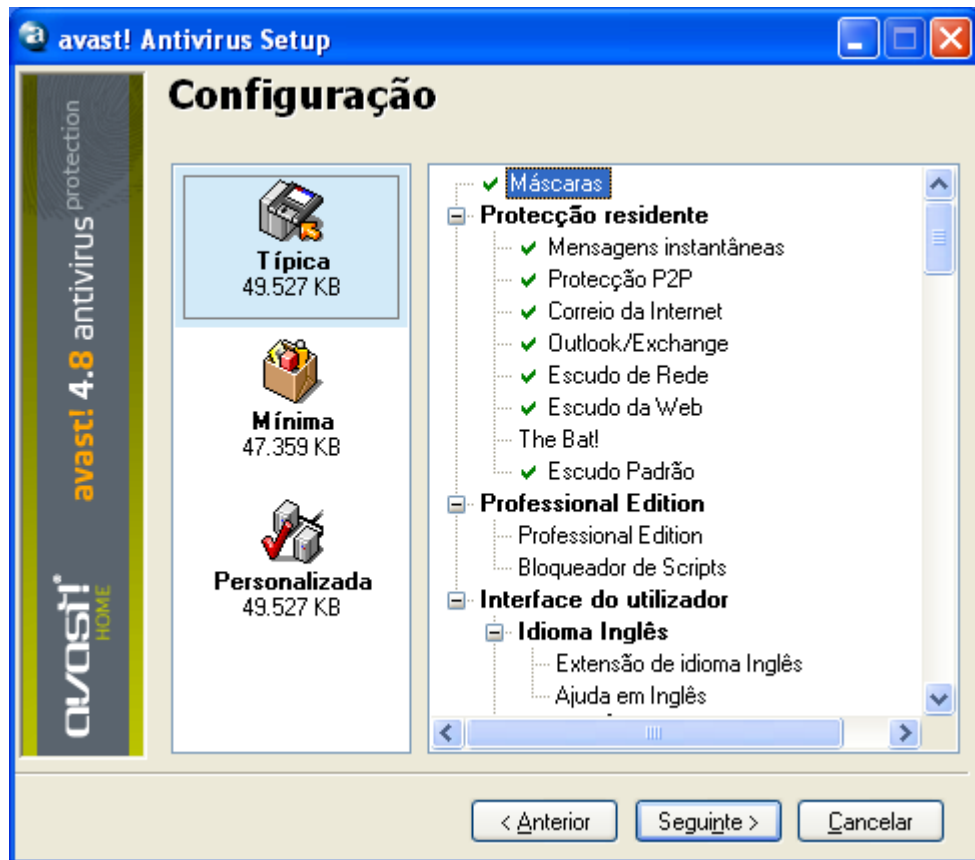 avast! Antivirus Setup
avast! 4.8 antivirus protection
avast!
HOME
Configuração
Típica
49.527 KB
Mínima
47.359 KB
Personalizada
49.527 KB
Máscaras
Protecção residente
Mensagens instantâneas
Protecção P2P
Correio da Internet
Outlook/Exchange
Escudo de Rede
Escudo da Web
The Bat!
Escudo Padrão
Professional Edition
Professional Edition
Bloqueador de Scripts
Interface do utilizador
Idioma Inglês
Extensão de idioma Inglês
Ajuda em Inglês
< Anterior
Seguinte >
Cancelar